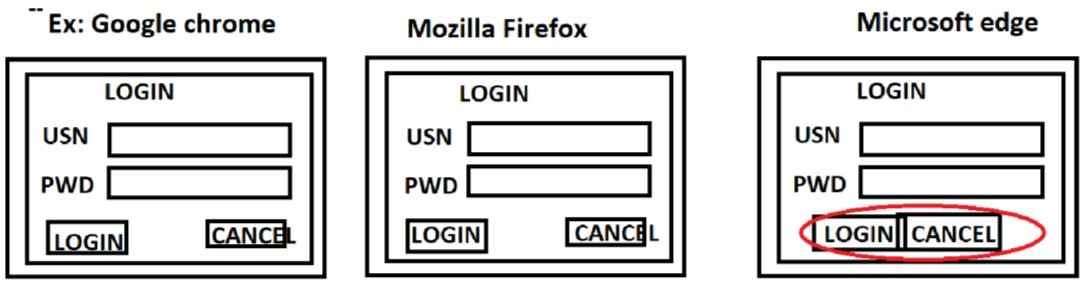 -- Ex: Google chrome
LOGIN
USN
PWD
LOGIN CANCEL
Mozilla Firefox
LOGIN
USN
PWD
LOGIN CANCEL
Microsoft edge
LOGIN
USN
PWD
LOGIN CANCEL